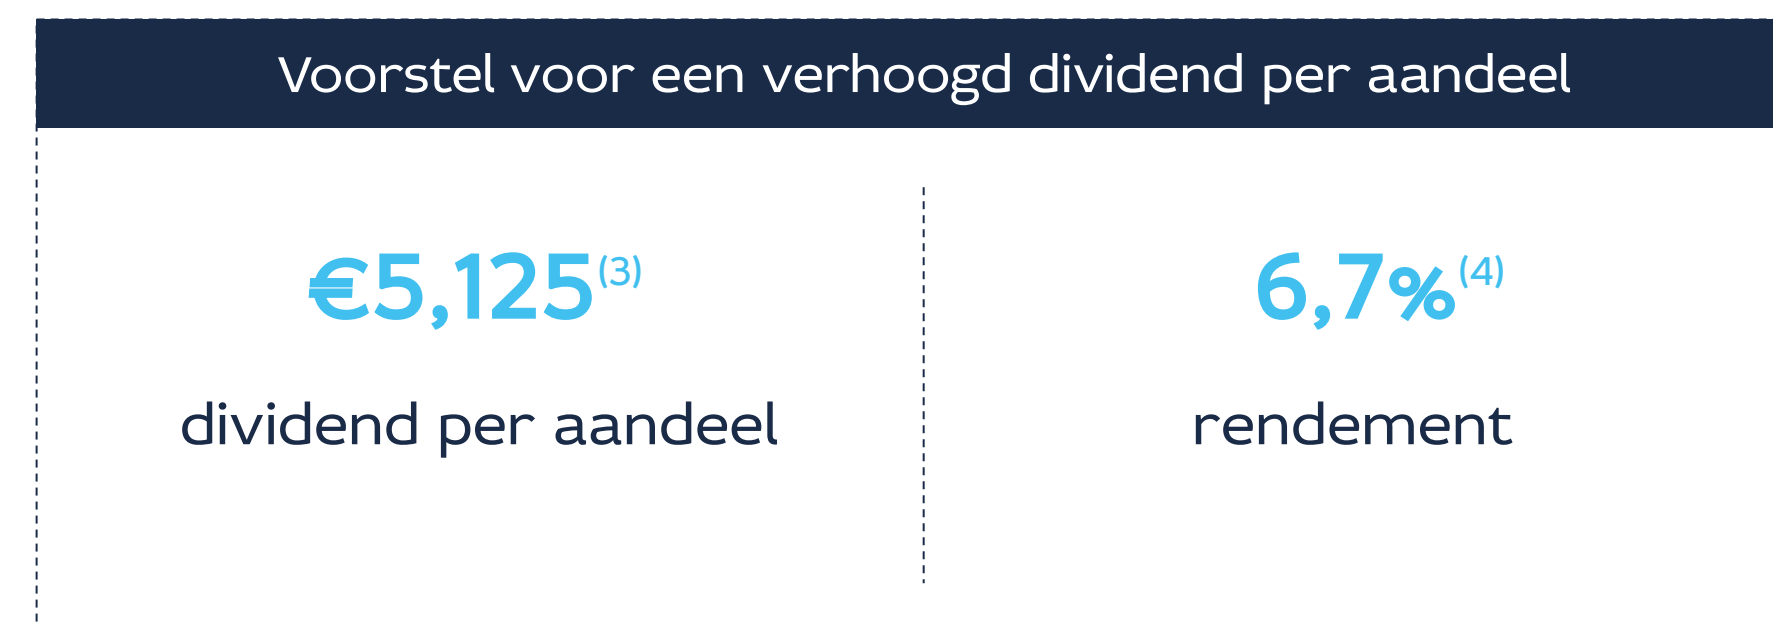 Voorstel voor een verhoogd dividend per aandeel
€5,125(3)
dividend per aandeel
6,7%(4)
rendement